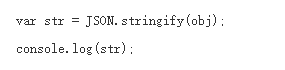 var str = JSON.stringify(obj);
console.log(str);